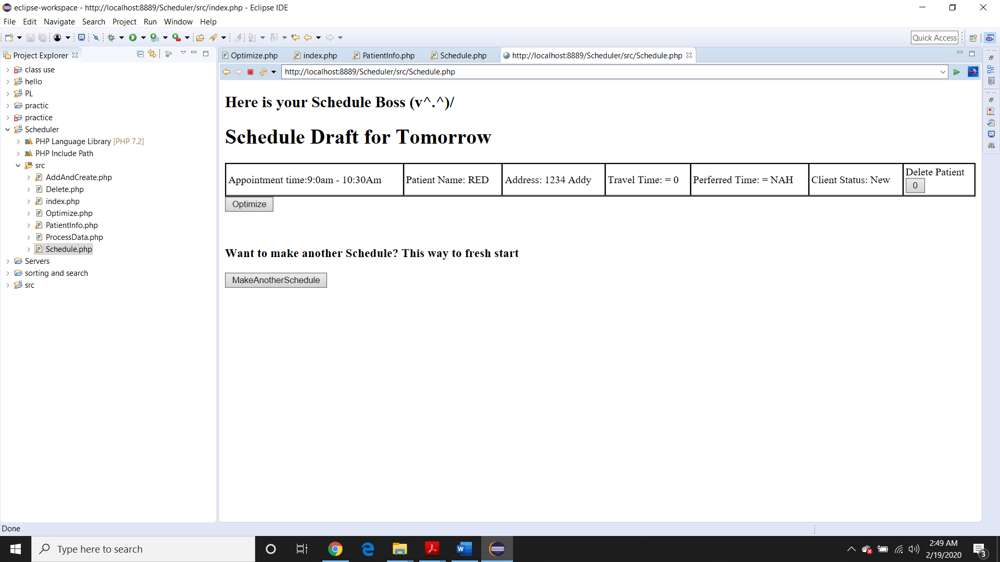 eclipse-workspace - http://localhost:8889/Scheduler/src/index.php - Eclipse IDE
File Edit Navigate Search Project Run Window Help
Quick Access
Project Explorer
Optimize.php index.php PatientInfo.php Schedule.php http://localhost:8889/Scheduler/src/Schedule.php
http://localhost:8889/Scheduler/src/Schedule.php
class use
hello
PL
practic
practice
Scheduler
PHP Language Library [PHP 7.2]
PHP Include Path
src
AddAndCreate.php
Delete.php
index.php
Optimize.php
PatientInfo.php
ProcessData.php
Schedule.php
Servers
sorting and search
src
Here is your Schedule Boss (v^.^)/
Schedule Draft for Tomorrow
Appointment time:9:0am - 10:30Am Patient Name: RED Address: 1234 Addy Travel Time: = 0 Perferred Time: = NAH Client Status: New Delete Patient
0
Optimize
Want to make another Schedule? This way to fresh start
MakeAnotherSchedule
Done
Type here to search
2:49 AM
2/19/2020
3